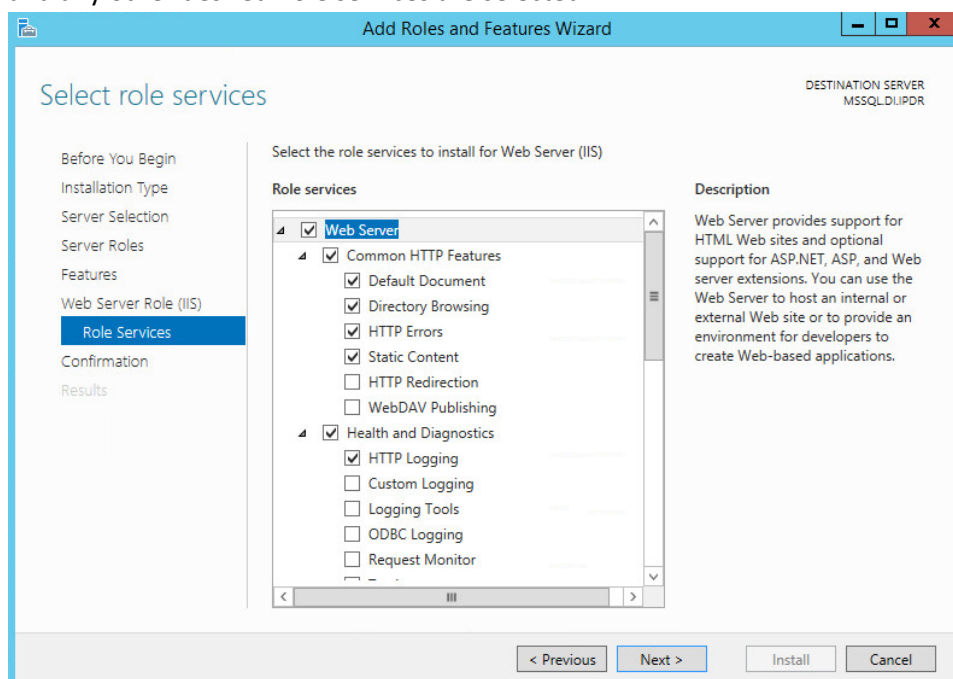 Add Roles and Features Wizard
Select role services
DESTINATION SERVER
MSSQL.DI.IPDR
Before You Begin
Installation Type
Server Selection
Server Roles
Features
Web Server Role (IIS)
Role Services
Confirmation
Results
Select the role services to install for Web Server (IIS)
Role services
Web Server
Common HTTP Features
Default Document
Directory Browsing
HTTP Errors
Static Content
HTTP Redirection
WebDAV Publishing
Health and Diagnostics
HTTP Logging
Custom Logging
Logging Tools
ODBC Logging
Request Monitor
Description
Web Server provides support for
HTML Web sites and optional
support for ASP.NET, ASP, and Web
server extensions. You can use the
Web Server to host an internal or
external Web site or to provide an
environment for developers to
create Web-based applications.
< Previous
Next >
Install
Cancel